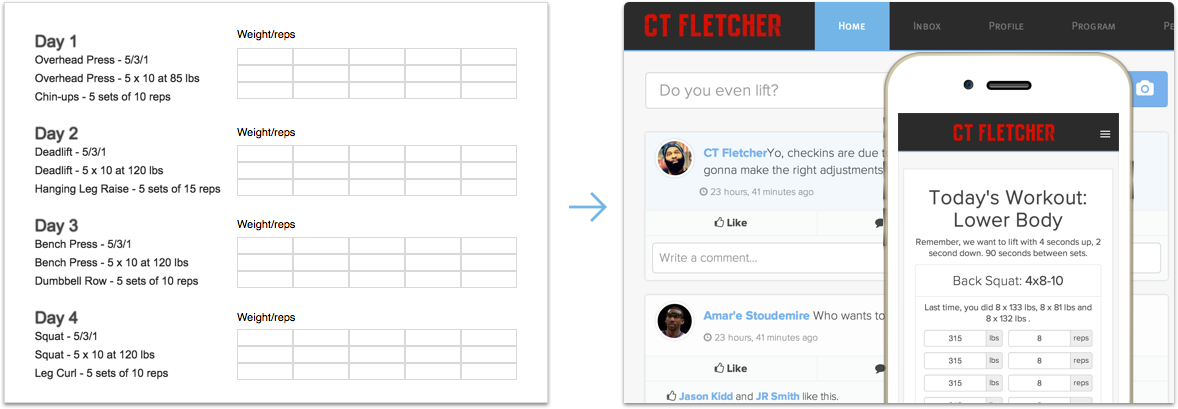 Day 1
Weight/reps
Overhead Press - 5/3/1
Overhead Press - 5 x 10 at 85 lbs
Chin-ups - 5 sets of 10 reps
Day 2
Weight/reps
Deadlift - 5/3/1
Deadlift - 5 x 10 at 120 lbs
Hanging Leg Raise - 5 sets of 15 reps
Day 3
Weight/reps
Bench Press - 5/3/1
Bench Press - 5 x 10 at 120 lbs
Dumbbell Row - 5 sets of 10 reps
Day 4
Weight/reps
Squat - 5/3/1
Squat - 5 x 10 at 120 lbs
Leg Curl - 5 sets of 10 reps
CT FLETCHER Home Inbox Profile Program Pe
Do you even lift?
CT Fletcher Yo, checkins are due t
gonna make the right adjustments
23 hours, 41 minutes ago
Like
Write a comment...
Amar'e Stoudemire Who wants to
23 hours, 41 minutes ago
Like
Jason Kidd and JR Smith like this.
CT FLETCHER
Today's Workout:
Lower Body
Remember, we want to lift with 4 seconds up, 2
second down. 90 seconds between sets.
Back Squat: 4x8-10
Last time, you did 8 x 133 lbs, 8 x 81 lbs and
8 x 132 lbs .
315 lbs 8 reps
315 lbs 8 reps
315 lbs 8 reps